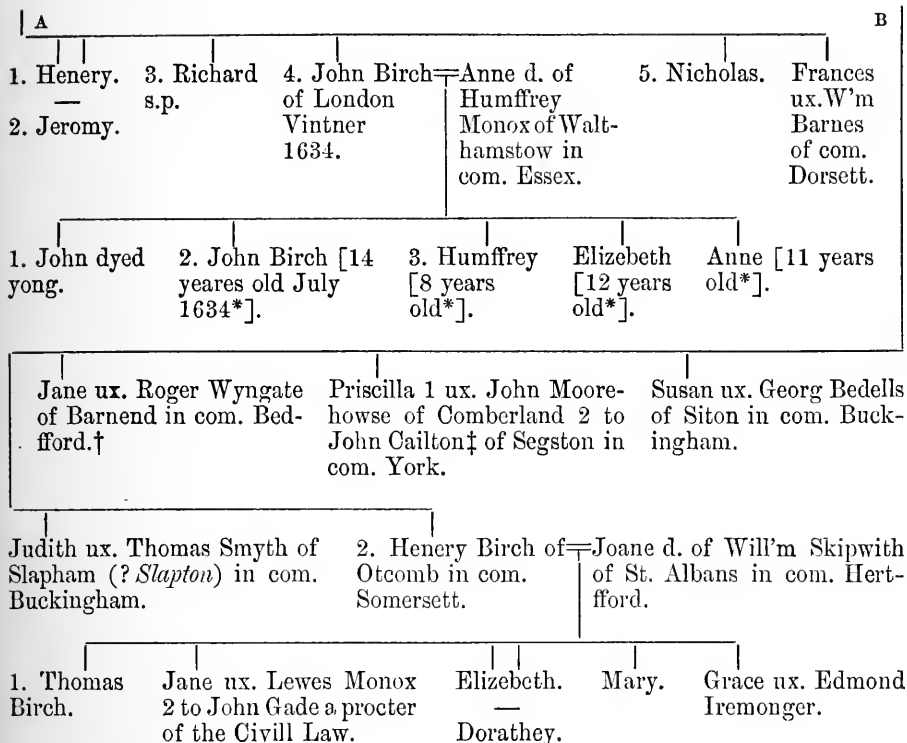 A B
1. Henery.
—
2. Jeromy.
3. Richard
s.p.
4. John Birch
of London
Vintner
1634.
Anne d. of
Humffrey
Monox of Walt-
hamstow in
com. Essex.
5. Nicholas.
Frances
ux. W'm
Barnes
of com.
Dorsett.
1. John dyed
yong.
2. John Birch [14
yeares old July
1634*].
3. Humffrey
[8 years
old*].
Elizebeth
[12 years
old*].
Anne [11 years
old*].
Jane ux. Roger Wyngate
of Barnend in com. Bed-
fford.†
Priscilla 1 ux. John Moore-
howse of Comberland 2 to
John Cailton‡ of Segston in
com. York.
Susan ux. Georg Bedells
of Siton in com. Buck-
ingham.
Judith ux. Thomas Smyth of
Slapham (? Slapton) in com.
Buckingham.
2. Henery Birch of
Otcomb in com.
Somersett.
Joane d. of Will'm Skipwith
of St. Albans in com. Hert-
fford.
1. Thomas
Birch.
Jane ux. Lewes Monox
2 to John Gade a procter
of the Civill Law.
Elizebeth.
—
Dorathey.
Mary.
Grace ux. Edmond
Iremonger.